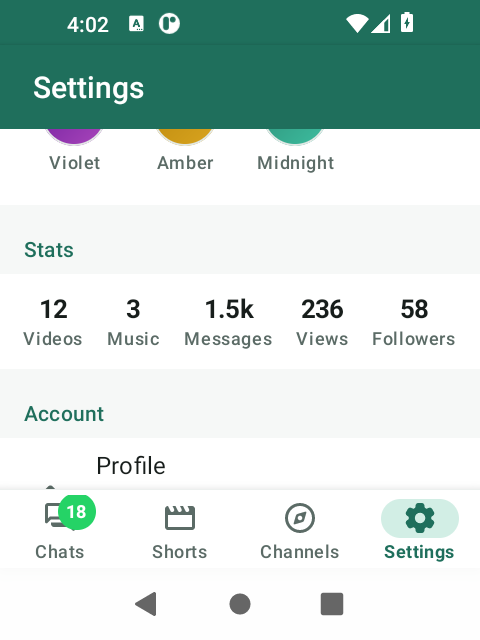 4:02
Settings
Violet Amber Midnight
Stats
12 3 1.5k 236 58
Videos Music Messages Views Followers
Account
Profile
18
Chats Shorts Channels Settings